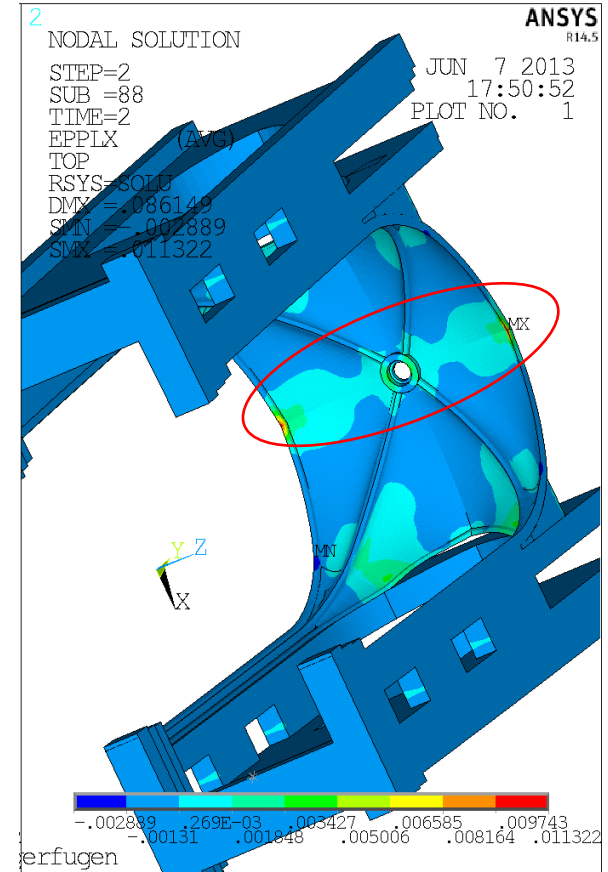 2
NODAL SOLUTION
STEP=2
SUB =88
TIME=2
EPPLX (AVG)
TOP
RSYS=SOLU
DMX =.086149
SMN =-.002889
SMX =.011322
ANSYS
R14.5
JUN 7 2013
17:50:52
PLOT NO. 1
MX
MN
Y
Z
X
-.002889 .269E-03 .003427 .006585 .009743
-.00131 .001848 .005006 .008164 .011322
erfugen